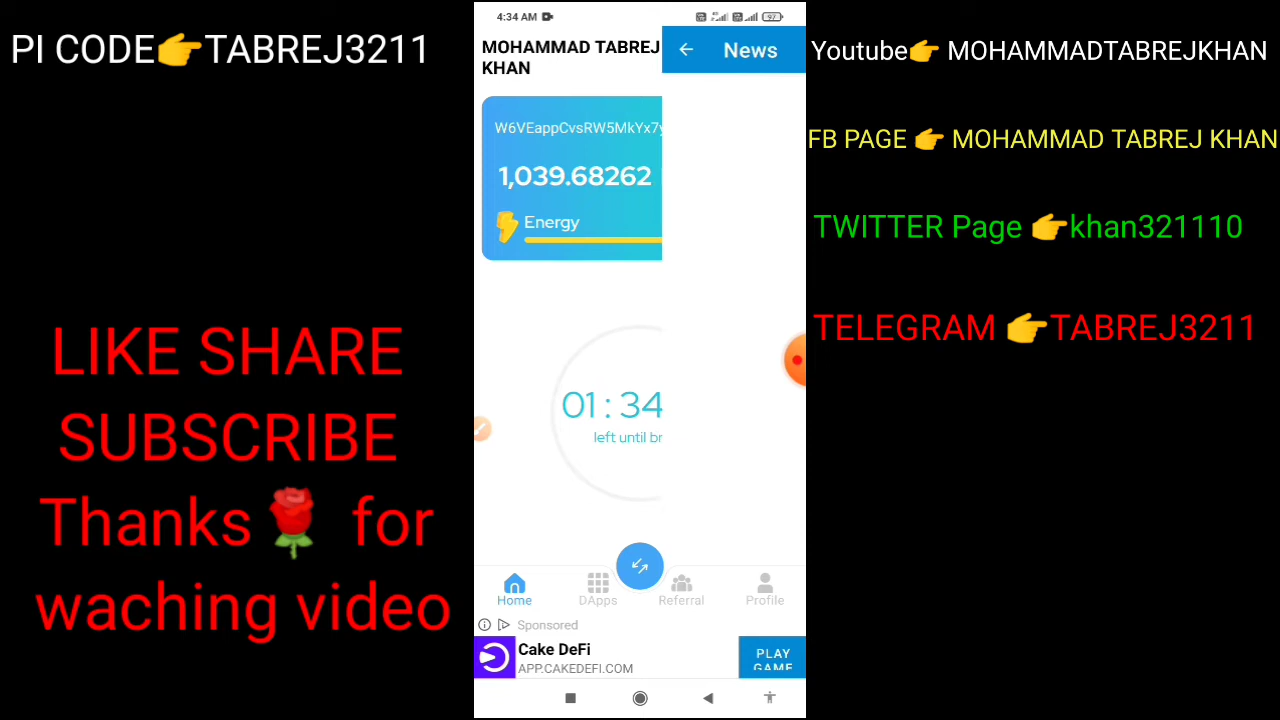 PI CODE👉TABREJ3211
LIKE SHARE
SUBSCRIBE
Thanks🌹 for
waching video
4:34 AM
4G
97
MOHAMMAD TABREJ
KHAN
News
W6VEappCvsRW5MkYx7y
1,039.68262
Energy
01 : 34
left until br
Home
DApps
Referral
Profile
Sponsored
Cake DeFi
APP.CAKEDEFI.COM
PLAY
GAME
Youtube👉 MOHAMMADTABREJKHAN
FB PAGE 👉 MOHAMMAD TABREJ KHAN
TWITTER Page 👉khan321110
TELEGRAM 👉TABREJ3211